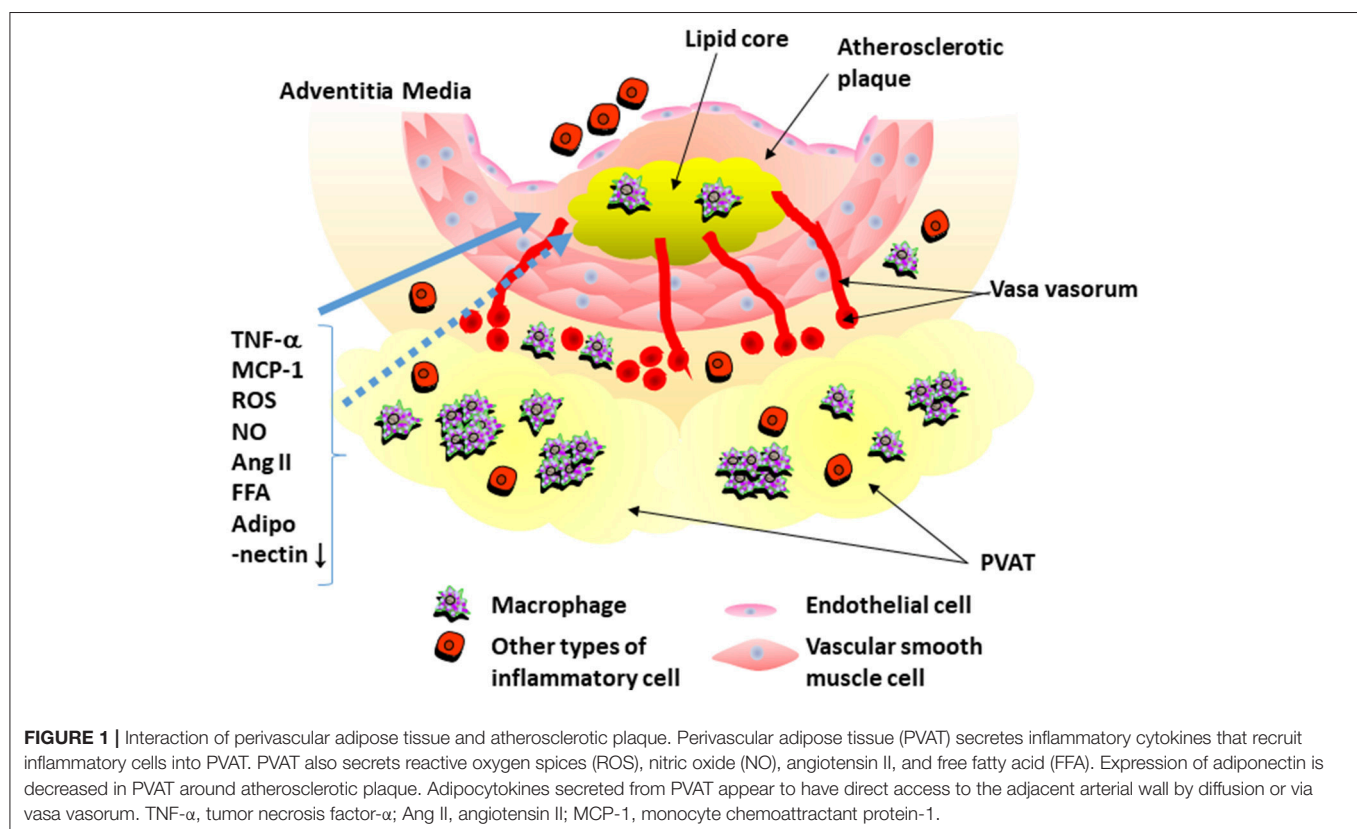 Lipid core
Atherosclerotic
plaque
Adventitia Media
Vasa vasorum
TNF-α
MCP-1
ROS
NO
Ang II
FFA
Adipo
-nectin ↓
PVAT
Macrophage
Endothelial cell
Other types of
inflammatory cell
Vascular smooth
muscle cell
FIGURE 1 | Interaction of perivascular adipose tissue and atherosclerotic plaque. Perivascular adipose tissue (PVAT) secretes inflammatory cytokines that recruit
inflammatory cells into PVAT. PVAT also secrets reactive oxygen spices (ROS), nitric oxide (NO), angiotensin II, and free fatty acid (FFA). Expression of adiponectin is
decreased in PVAT around atherosclerotic plaque. Adipocytokines secreted from PVAT appear to have direct access to the adjacent arterial wall by diffusion or via
vasa vasorum. TNF-α, tumor necrosis factor-α; Ang II, angiotensin II; MCP-1, monocyte chemoattractant protein-1.